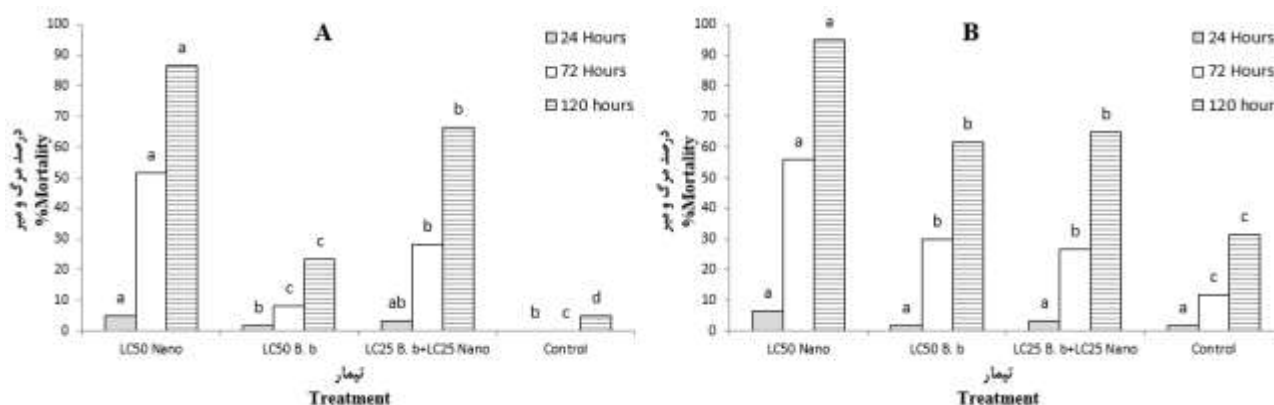 A
100
90
80
70
60
50
40
30
20
10
0
درصد مرگ و میر
%Mortality
24 Hours
72 Hours
120 hours
a
a
a
b
c
c
ab
b
b
b
c
d
LC50 Nano
LC50 B. b
LC25 B. b+LC25 Nano
Control
تیمار
Treatment
B
100
90
80
70
60
50
40
30
20
10
0
درصد مرگ و میر
%Mortality
24 Hours
72 Hours
120 hour
a
a
a
a
b
b
a
b
b
a
c
c
LC50 Nano
LC50 B. b
LC25 B. b+LC25 Nano
Control
تیمار
Treatment